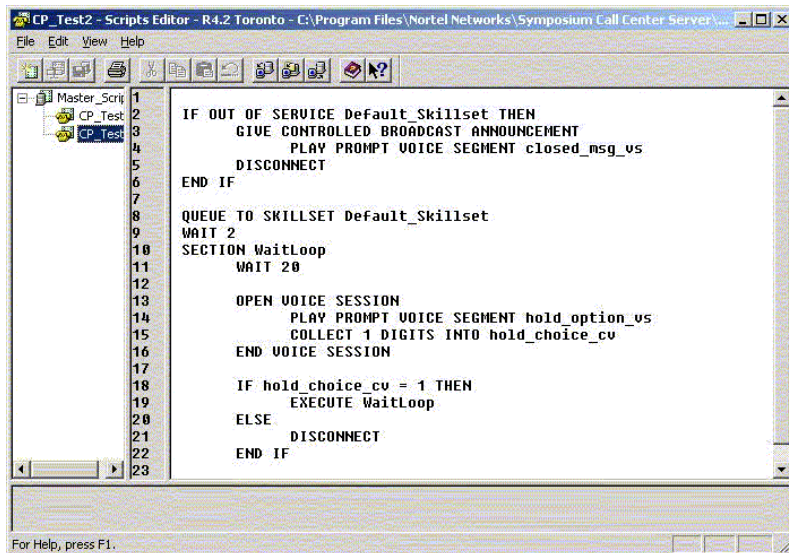 CP_Test2 - Scripts Editor - R4.2 Toronto - C:\Program Files\Nortel Networks\Symposium Call Center Server\...
File Edit View Help
Master_Scrip
CP_Test
CP_Test
1
2 IF OUT OF SERVICE Default_Skillset THEN
3 GIVE CONTROLLED BROADCAST ANNOUNCEMENT
4 PLAY PROMPT VOICE SEGMENT closed_msg_vs
5 DISCONNECT
6 END IF
7
8 QUEUE TO SKILLSET Default_Skillset
9 WAIT 2
10 SECTION WaitLoop
11 WAIT 20
12
13 OPEN VOICE SESSION
14 PLAY PROMPT VOICE SEGMENT hold_option_vs
15 COLLECT 1 DIGITS INTO hold_choice_cv
16 END VOICE SESSION
17
18 IF hold_choice_cv = 1 THEN
19 EXECUTE WaitLoop
20 ELSE
21 DISCONNECT
22 END IF
23
For Help, press F1.